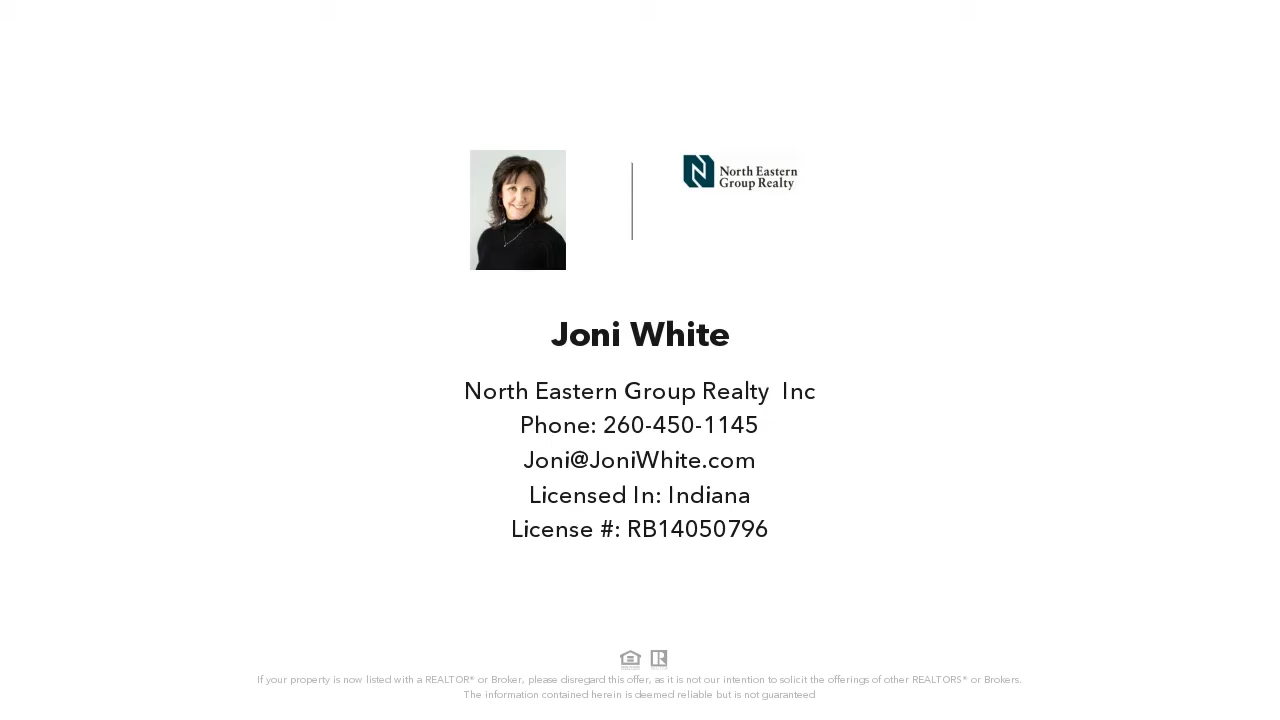 North Eastern
Group Realty
Joni White
North Eastern Group Realty  Inc
Phone: 260-450-1145
Joni@JoniWhite.com
Licensed In: Indiana
License #: RB14050796
If your property is now listed with a REALTOR® or Broker, please disregard this offer, as it is not our intention to solicit the offerings of other REALTORS® or Brokers.
The information contained herein is deemed reliable but is not guaranteed